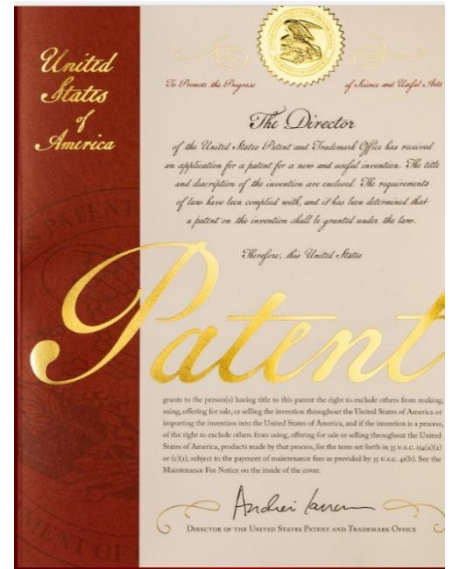 United
States
of
America
To Promote the Progress
of Science and Useful Arts
The Director
of the United States Patent and Trademark Office has received
an application for a patent for a new and useful invention. The title
and description of the invention are enclosed. The requirements
of law have been complied with, and it has been determined that
a patent on the invention shall be granted under the law.
Therefore, this United States
Patent
grants to the person(s) having title to this patent the right to exclude others from making,
using, offering for sale, or selling the invention throughout the United States of America or
importing the invention into the United States of America, and if the invention is a process,
of the right to exclude others from using, offering for sale or selling throughout the United
States of America, products made by that process, for the term set forth in 35 U.S.C. 154(a)(2)
or (c)(1), subject to the payment of maintenance fees as provided by 35 U.S.C. 41(b). See the
Maintenance Fee Notice on the inside of the cover.
Andrei Iancu
Director of the United States Patent and Trademark Office